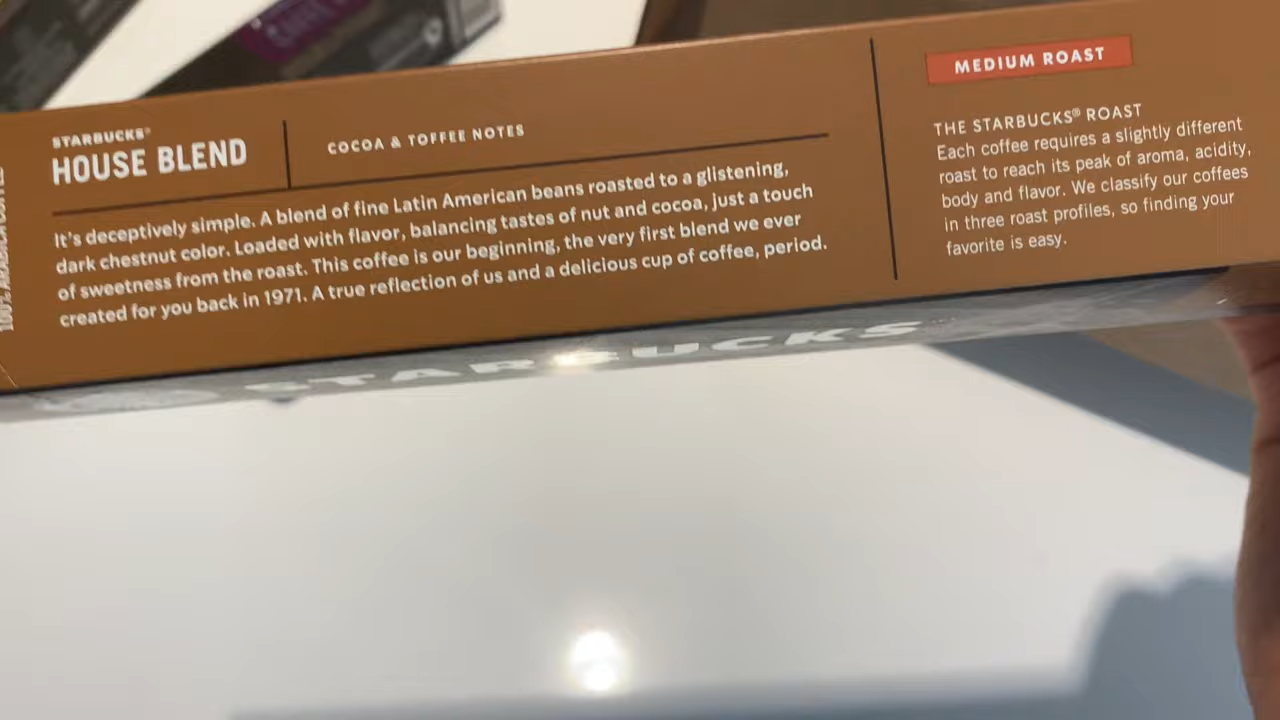 STARBUCKS®
HOUSE BLEND
COCOA & TOFFEE NOTES
It's deceptively simple. A blend of fine Latin American beans roasted to a glistening,
dark chestnut color. Loaded with flavor, balancing tastes of nut and cocoa, just a touch
of sweetness from the roast. This coffee is our beginning, the very first blend we ever
created for you back in 1971. A true reflection of us and a delicious cup of coffee, period.
MEDIUM ROAST
THE STARBUCKS® ROAST
Each coffee requires a slightly different
roast to reach its peak of aroma, acidity,
body and flavor. We classify our coffees
in three roast profiles, so finding your
favorite is easy.
STARBUCKS